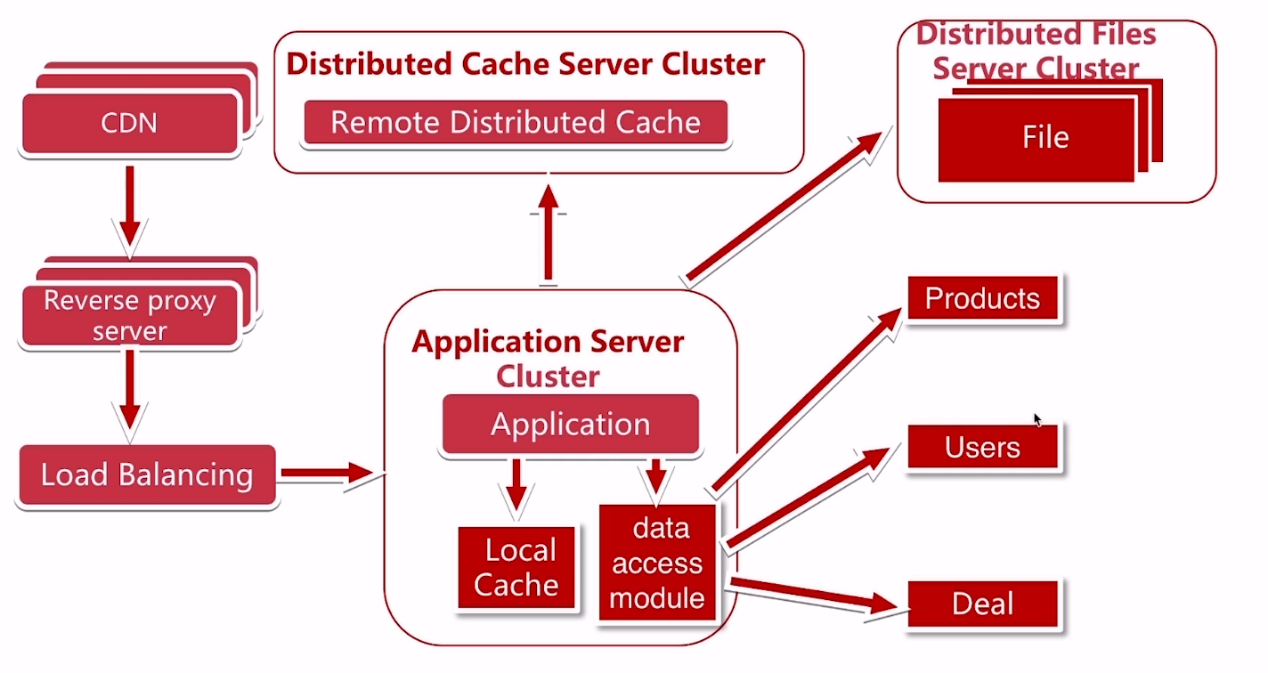 Distributed Cache Server Cluster
Remote Distributed Cache
Distributed Files
Server Cluster
File
CDN
Reverse proxy
server
Load Balancing
Application Server
Cluster
Application
Local
Cache
data
access
module
Products
Users
Deal